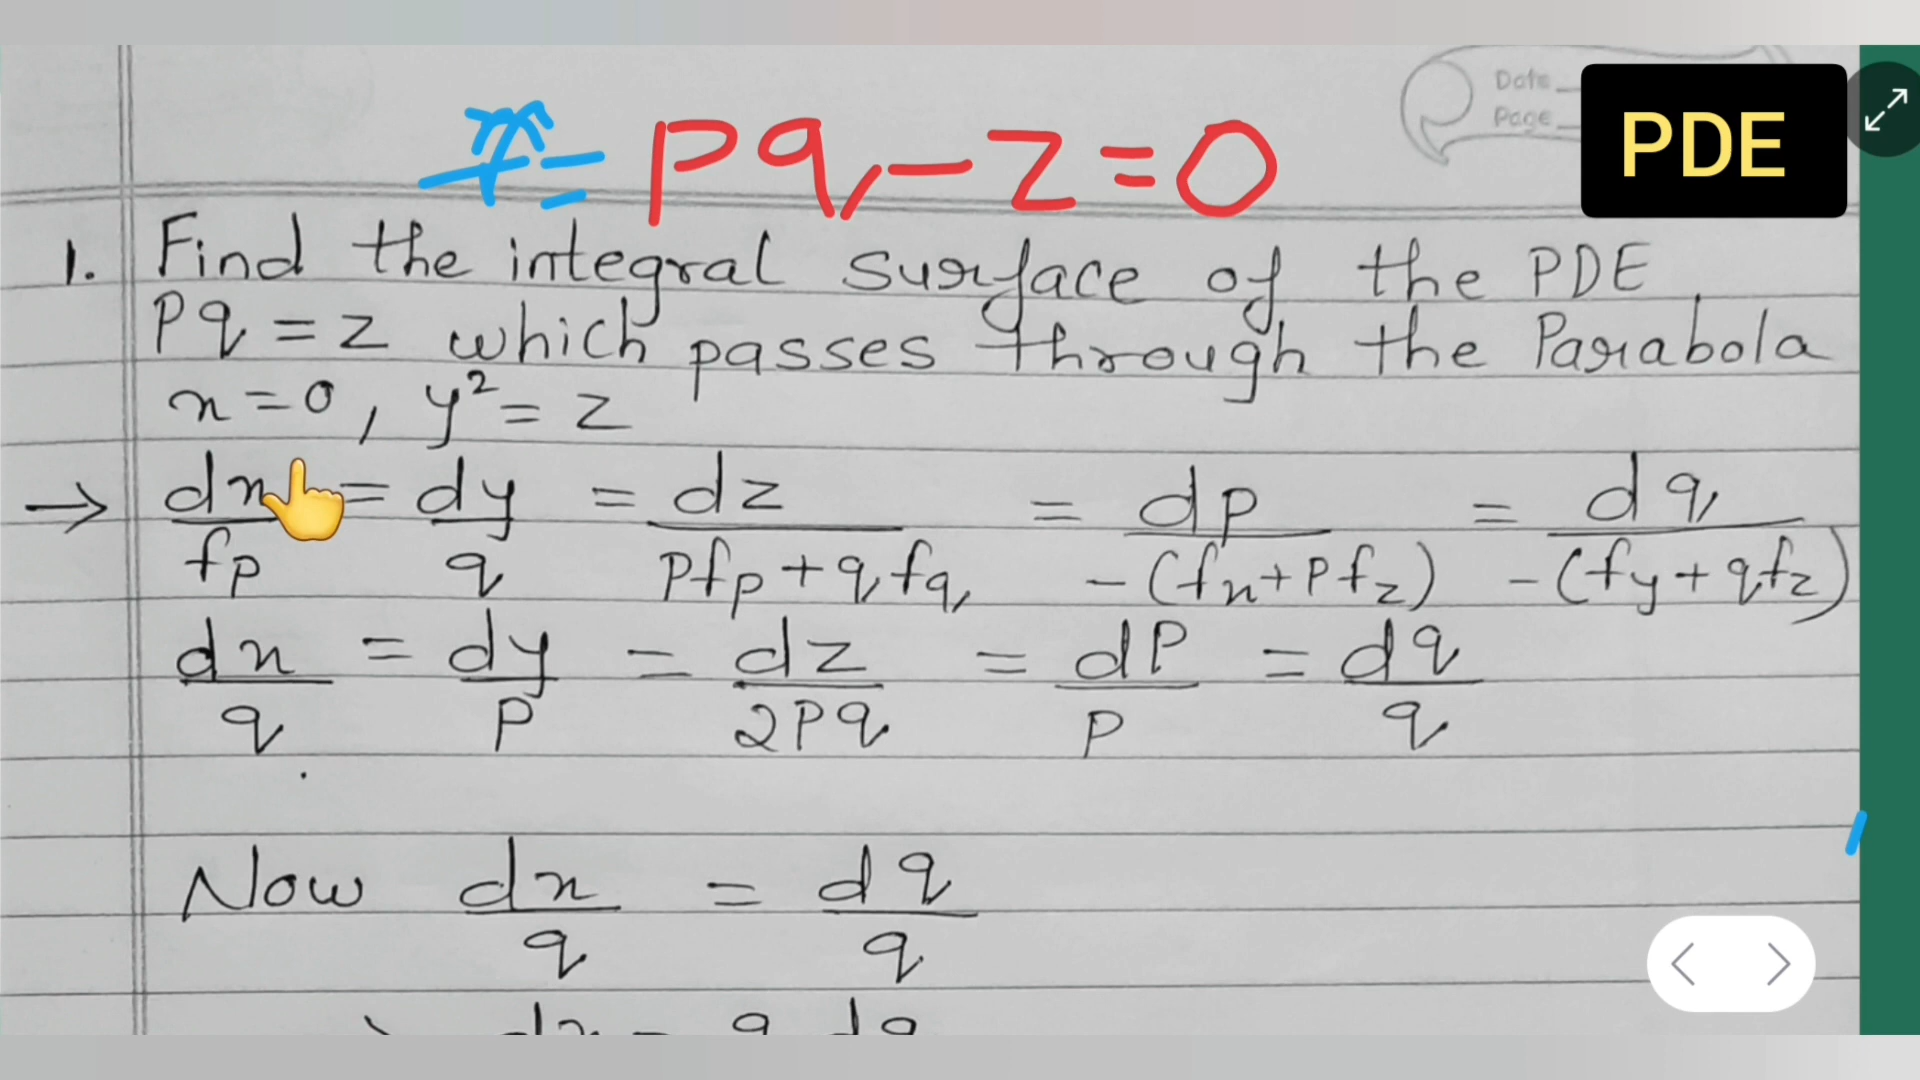 Date
Page
PDE
f = pq - z = 0
1. Find the integral surface of the PDE
pq = z which passes through the Parabola
x = 0, y² = z
→ dx/fp = dy/q = dz/(pfp + qfq) = dp/-(fx + pfz) = dq/-(fy + qfz)
dx/q = dy/p = dz/2pq = dp/p = dq/q
Now dx/q = dq/q